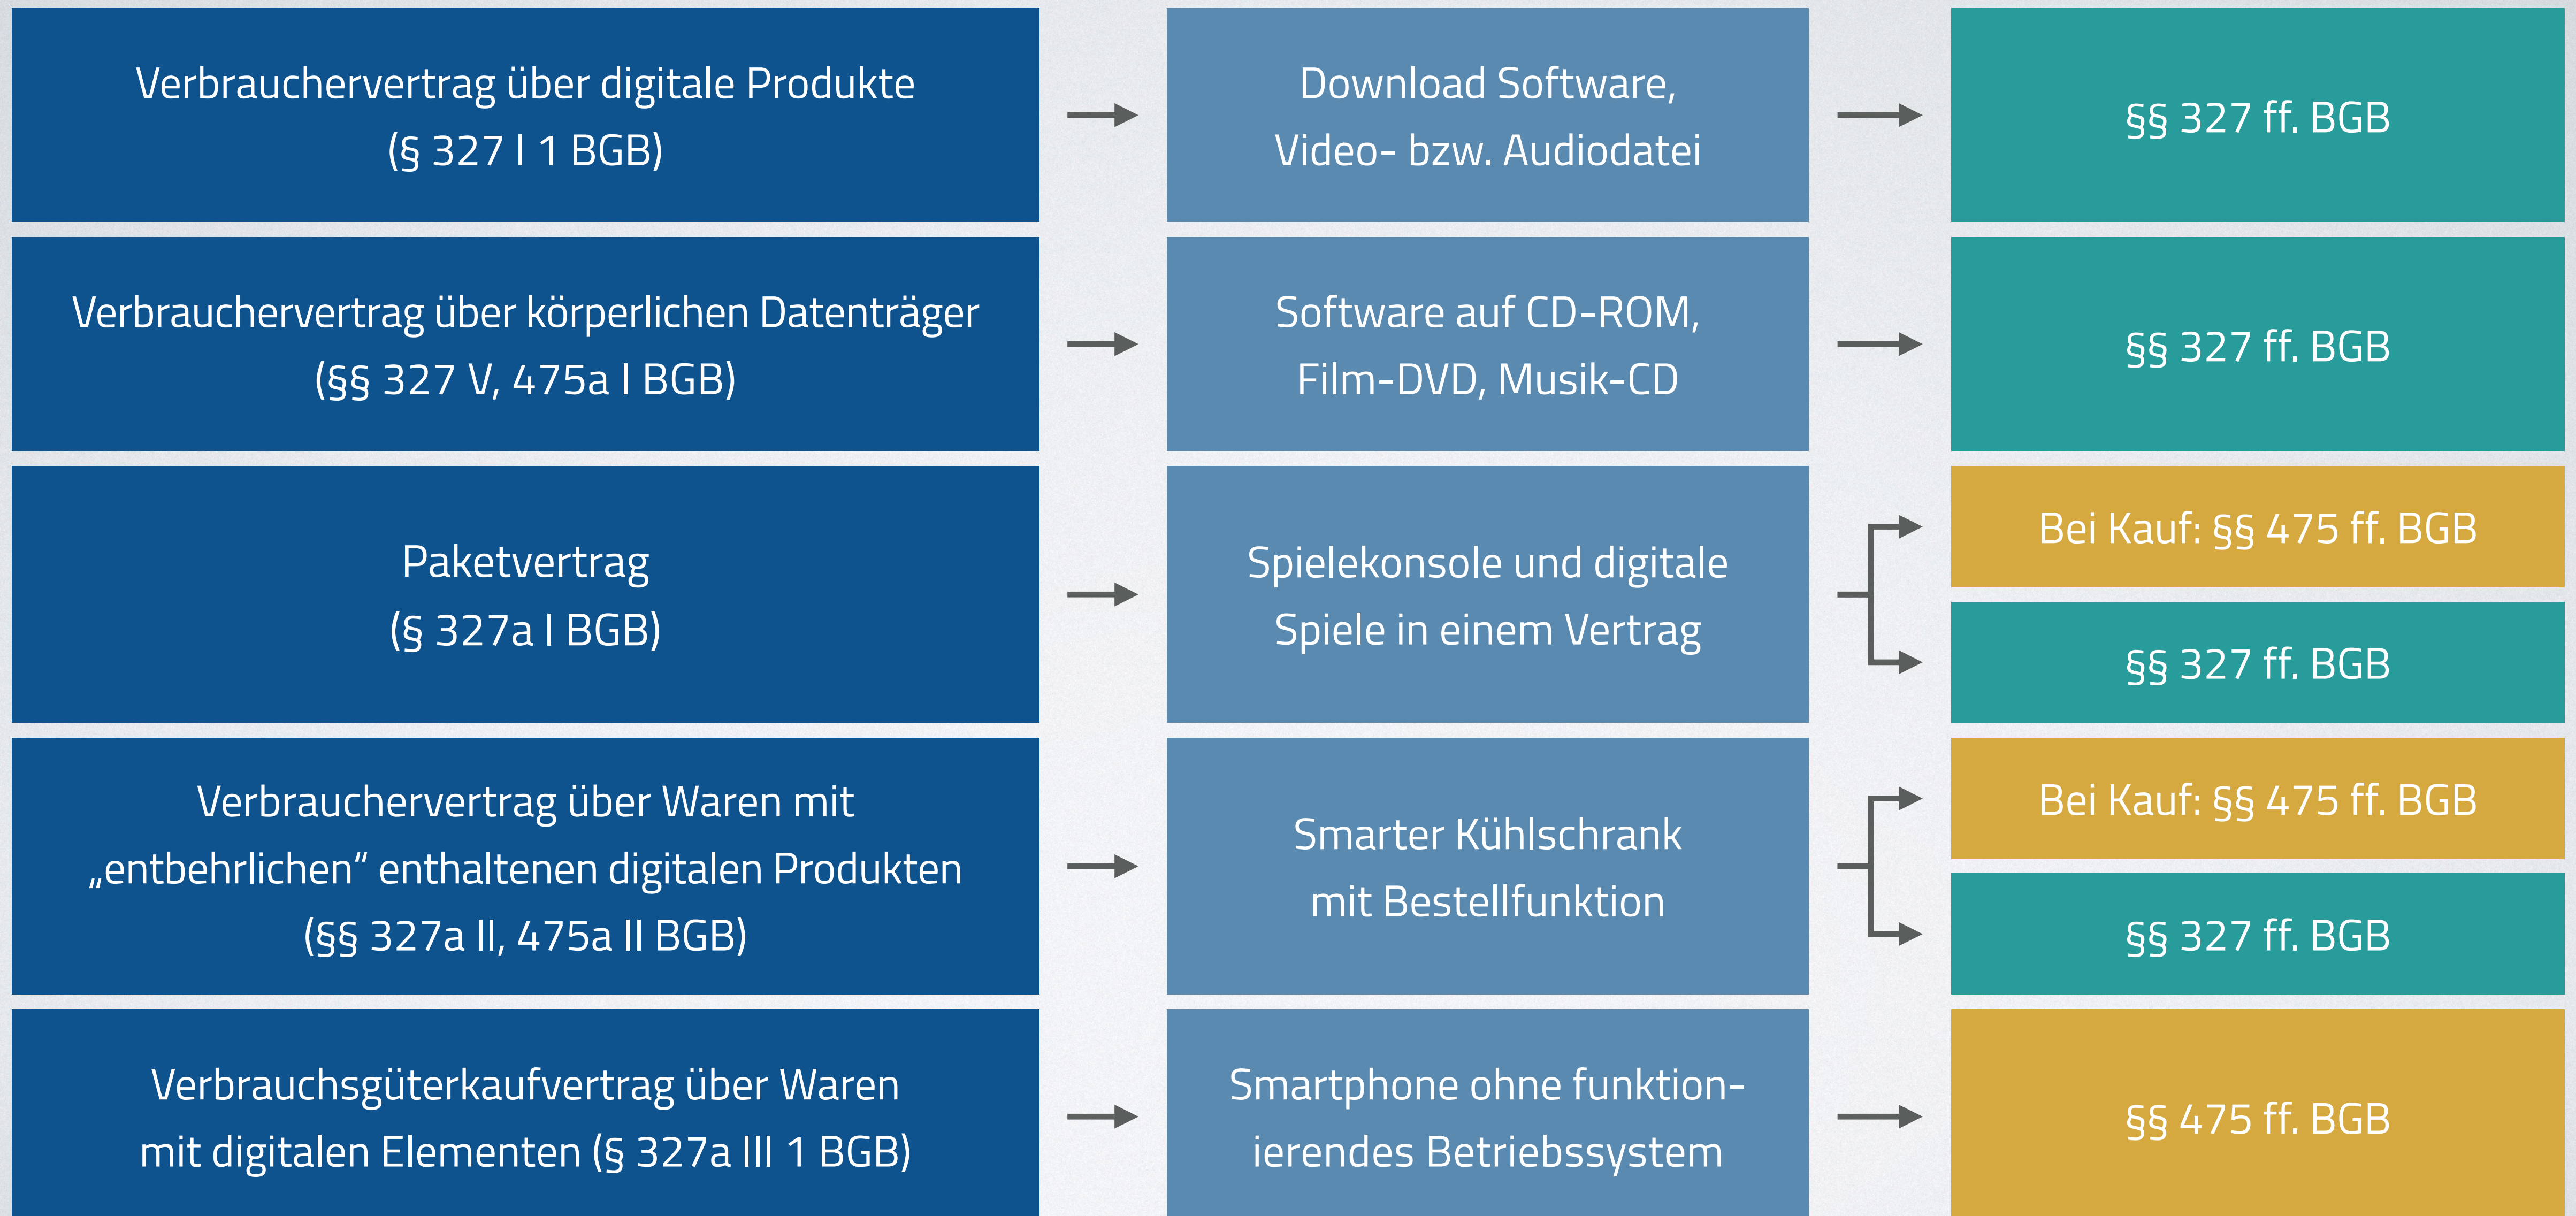 Verbrauchervertrag über digitale Produkte
(§ 327 I 1 BGB)
Download Software,
Video- bzw. Audiodatei
§§ 327 ff. BGB
Verbrauchervertrag über körperlichen Datenträger
(§§ 327 V, 475a I BGB)
Software auf CD-ROM,
Film-DVD, Musik-CD
§§ 327 ff. BGB
Paketvertrag
(§ 327a I BGB)
Spielekonsole und digitale
Spiele in einem Vertrag
Bei Kauf: §§ 475 ff. BGB
§§ 327 ff. BGB
Verbrauchervertrag über Waren mit
„entbehrlichen“ enthaltenen digitalen Produkten
(§§ 327a II, 475a II BGB)
Smarter Kühlschrank
mit Bestellfunktion
Bei Kauf: §§ 475 ff. BGB
§§ 327 ff. BGB
Verbrauchsgüterkaufvertrag über Waren
mit digitalen Elementen (§ 327a III 1 BGB)
Smartphone ohne funktion-
ierendes Betriebssystem
§§ 475 ff. BGB